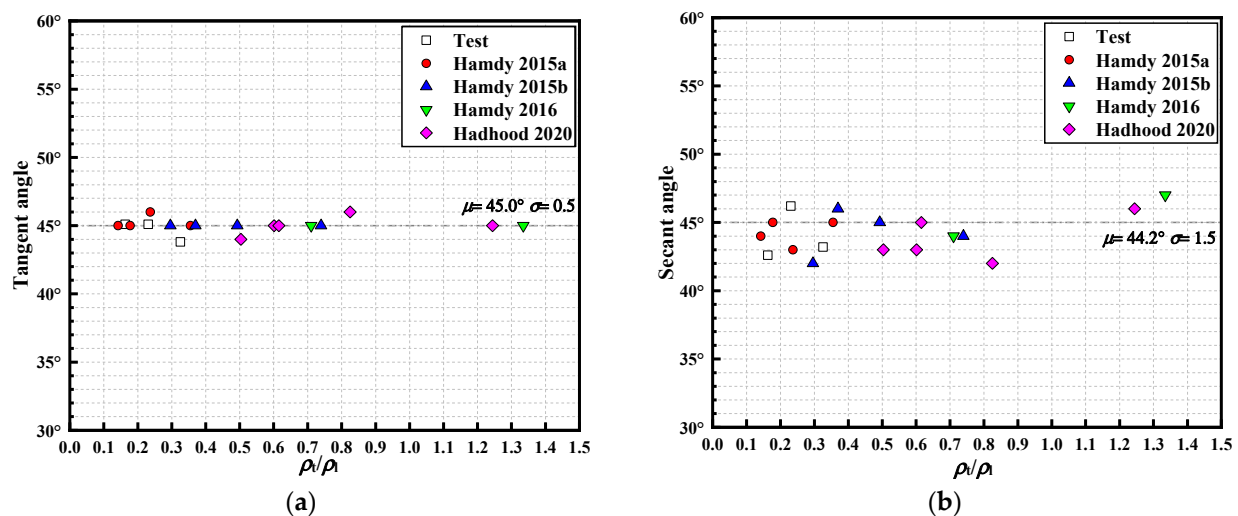 60°
55°
50°
45°
40°
35°
30°
Tangent angle
Test
Hamdy 2015a
Hamdy 2015b
Hamdy 2016
Hadhood 2020
μ= 45.0° σ= 0.5
0.0 0.1 0.2 0.3 0.4 0.5 0.6 0.7 0.8 0.9 1.0 1.1 1.2 1.3 1.4 1.5
ρt/ρl
(a)
60°
55°
50°
45°
40°
35°
30°
Secant angle
Test
Hamdy 2015a
Hamdy 2015b
Hamdy 2016
Hadhood 2020
μ= 44.2° σ= 1.5
0.0 0.1 0.2 0.3 0.4 0.5 0.6 0.7 0.8 0.9 1.0 1.1 1.2 1.3 1.4 1.5
ρt/ρl
(b)